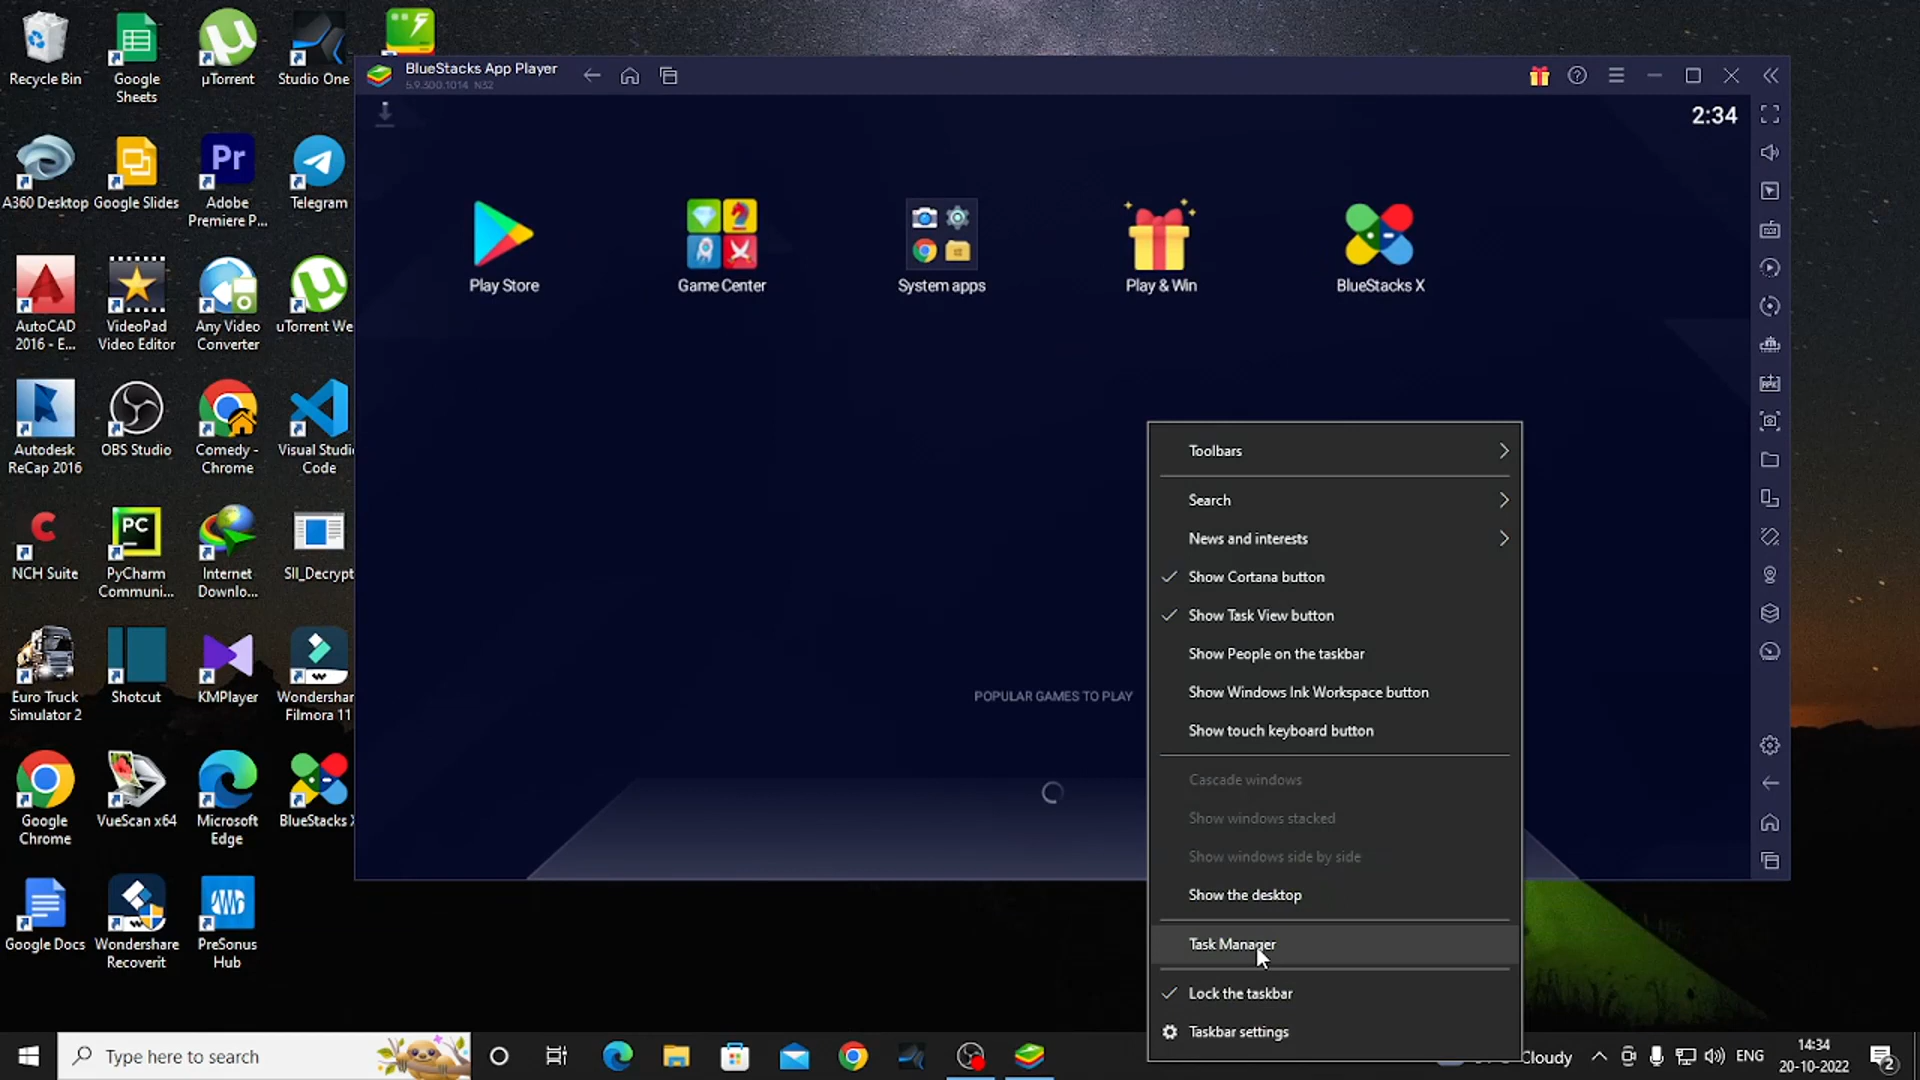 Recycle Bin
Google
Sheets
µTorrent
Studio One
A360 Desktop
Google Slides
Pr
Adobe
Premiere P...
Telegram
AutoCAD
2016 - E...
VideoPad
Video Editor
Any Video
Converter
uTorrent We
Autodesk
ReCap 2016
OBS Studio
Comedy -
Chrome
Visual Studi
Code
NCH Suite
PC
PyCharm
Communi...
Internet
Downlo...
SII_Decrypt
Euro Truck
Simulator 2
Shotcut
KMPlayer
Wondershar
Filmora 11
Google
Chrome
VueScan x64
Microsoft
Edge
BlueStacks X
Google Docs
Wondershare
Recoverit
PreSonus
Hub
BlueStacks App Player
5.9.300.1014 N32
2:34
Play Store
Game Center
System apps
Play & Win
BlueStacks X
POPULAR GAMES TO PLAY
Toolbars
Search
News and interests
Show Cortana button
Show Task View button
Show People on the taskbar
Show Windows Ink Workspace button
Show touch keyboard button
Cascade windows
Show windows stacked
Show windows side by side
Show the desktop
Task Manager
Lock the taskbar
Taskbar settings
Type here to search
Cloudy
ENG
14:34
20-10-2022
2